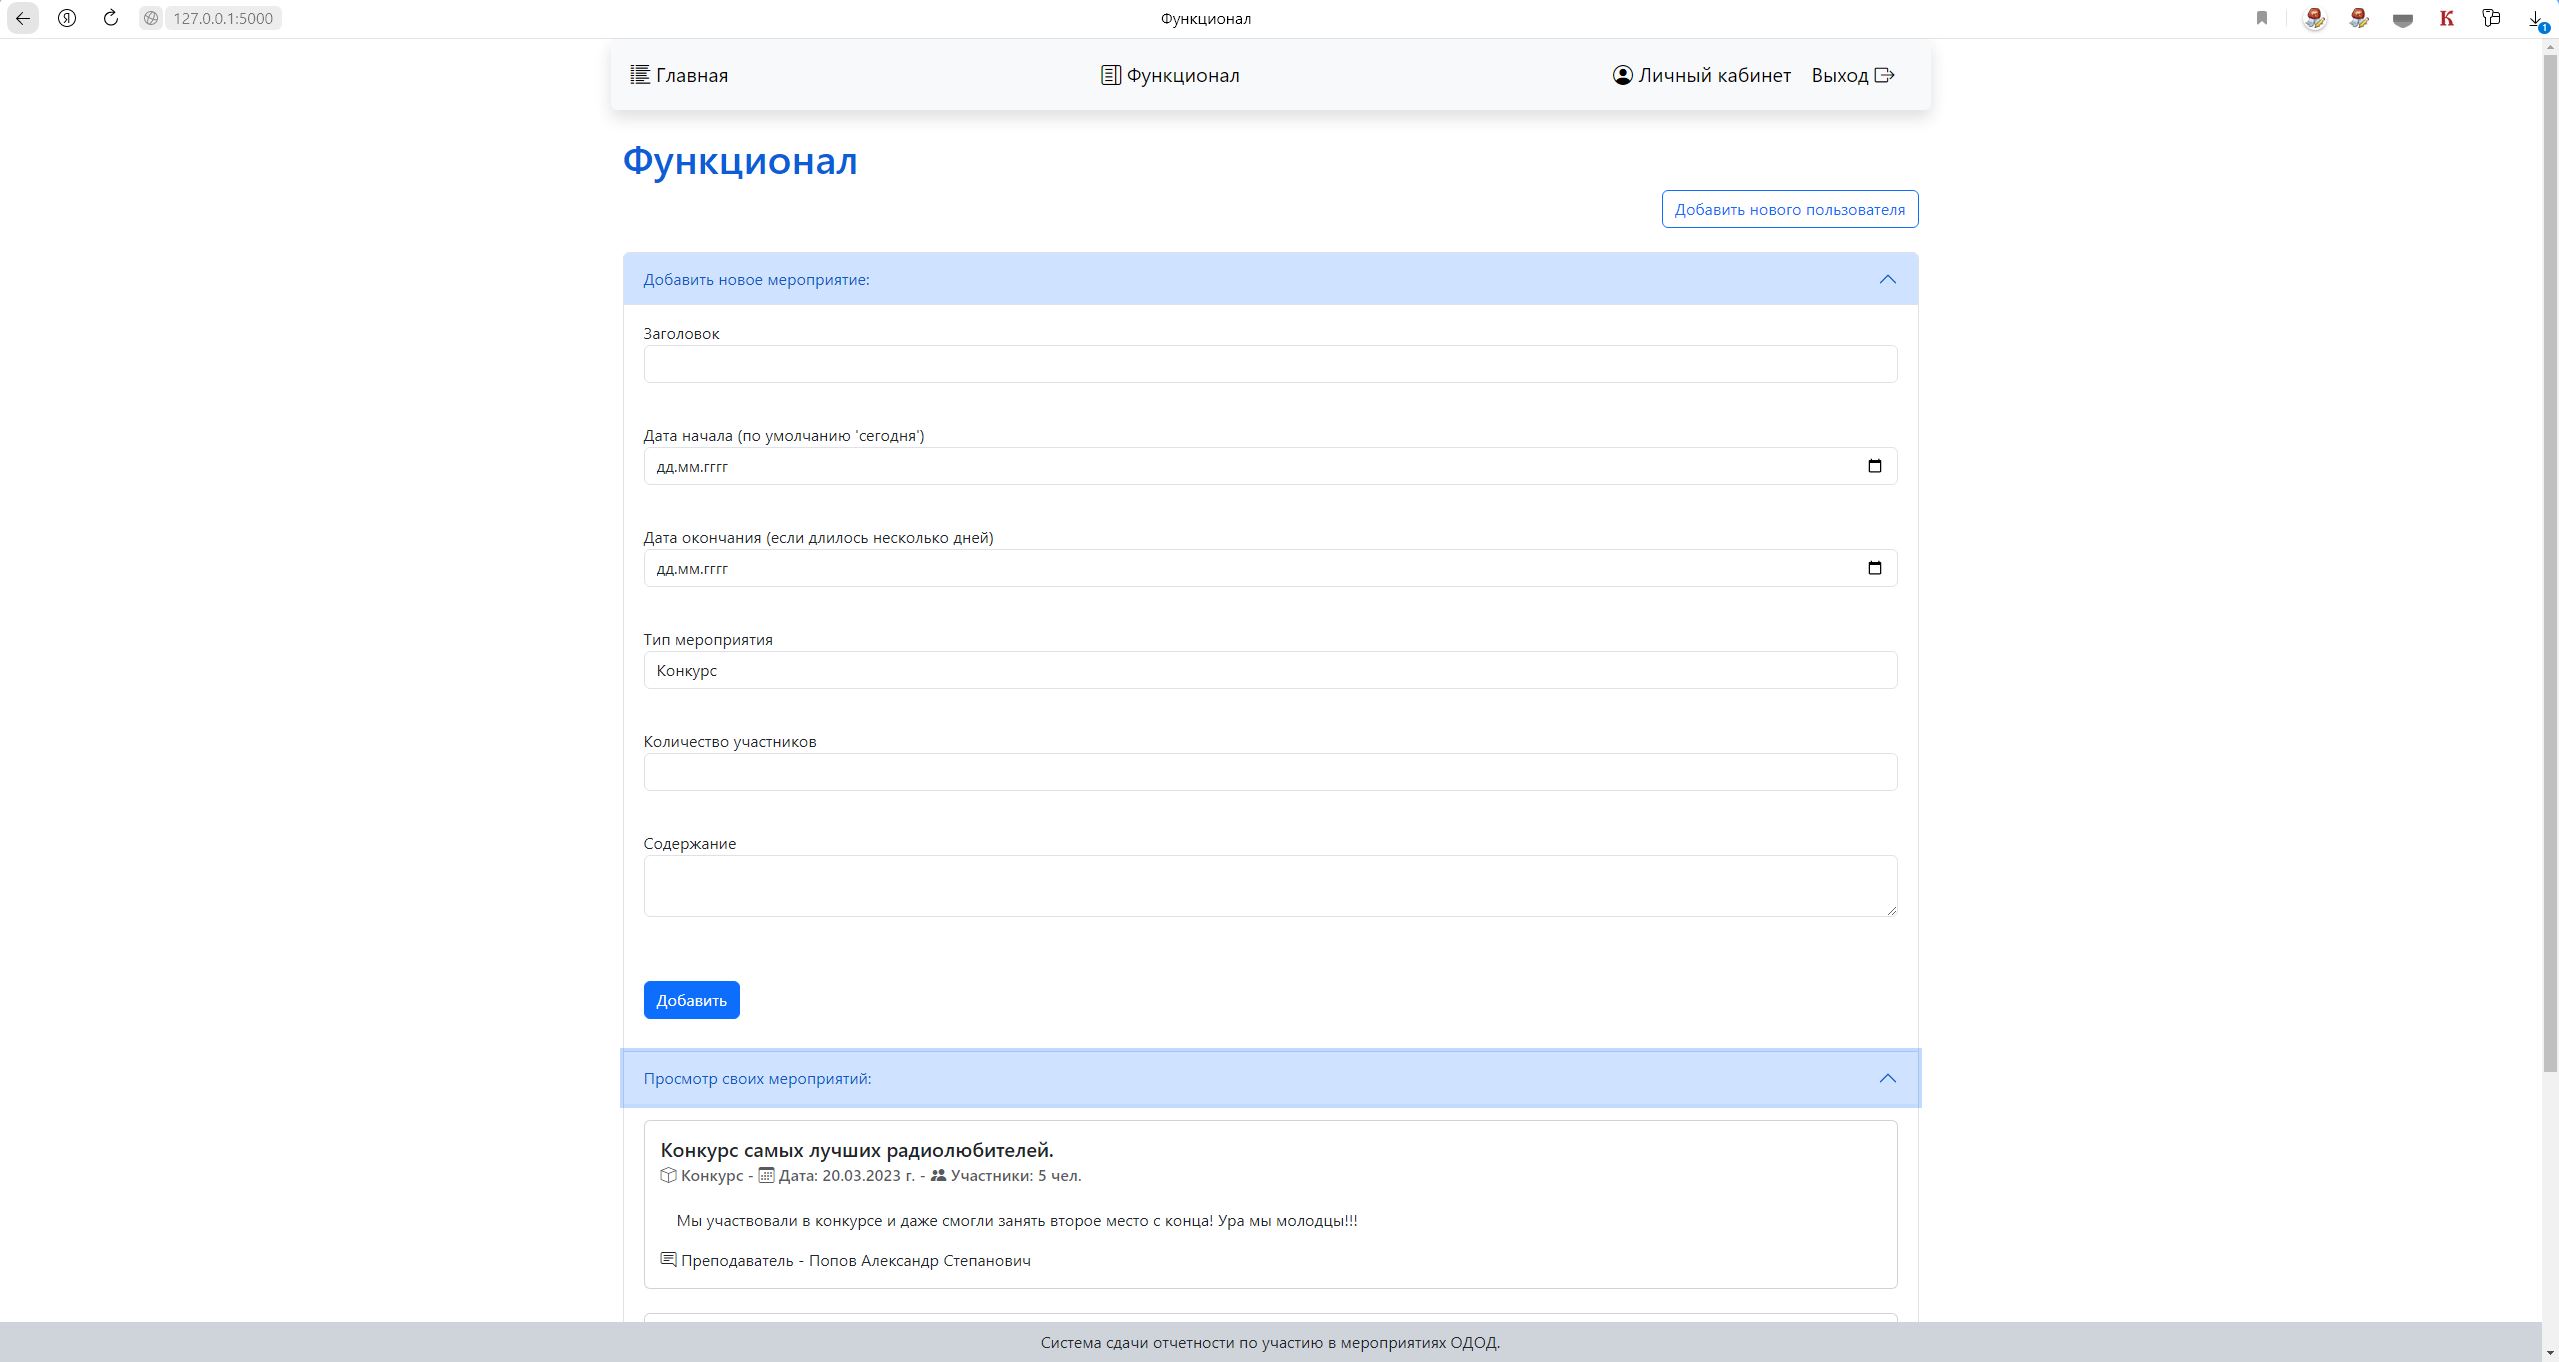 127.0.0.1:5000
Функционал
Главная
Функционал
Личный кабинет
Выход
Функционал
Добавить нового пользователя
Добавить новое мероприятие:
Заголовок
Дата начала (по умолчанию 'сегодня')
дд.мм.гггг
Дата окончания (если длилось несколько дней)
дд.мм.гггг
Тип мероприятия
Конкурс
Количество участников
Содержание
Добавить
Просмотр своих мероприятий:
Конкурс самых лучших радиолюбителей.
Конкурс - Дата: 20.03.2023 г. - Участники: 5 чел.
Мы участвовали в конкурсе и даже смогли занять второе место с конца! Ура мы молодцы!!!
Преподаватель - Попов Александр Степанович
Система сдачи отчетности по участию в мероприятиях ОДОД.